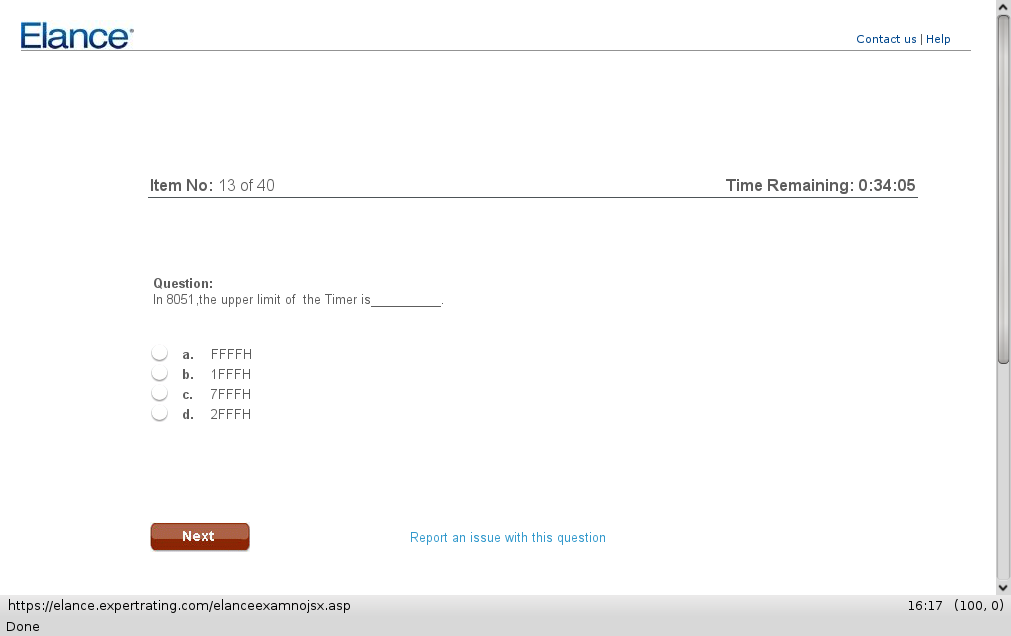 Elance
Contact us | Help
Item No: 13 of 40 Time Remaining: 0:34:05
Question:
In 8051,the upper limit of the Timer is__________.
a. FFFFH
b. 1FFFH
c. 7FFFH
d. 2FFFH
Next Report an issue with this question
https://elance.expertrating.com/elanceexamnojsx.asp 16:17 (100, 0)
Done